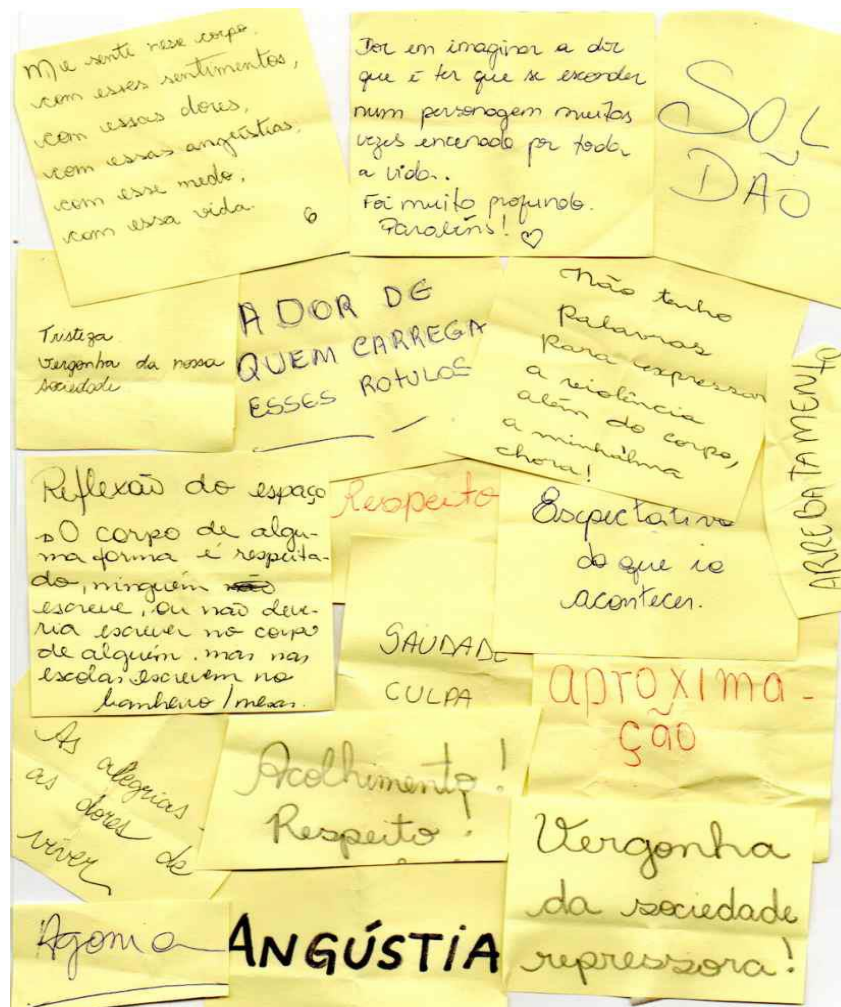 Me senti nesse corpo,
com esses sentimentos,
com essas dores,
com essas angústias,
com esse medo,
com essa vida.
6
Dor em imaginar a dor
que é ter que se esconder
num personagem muitas
vezes encenado por toda
a vida.
Foi muito profundo.
Parabéns! ♡
SOLI
DÃO
Tristeza
Vergonha da nossa
sociedade
A DOR DE
QUEM CARREGA
ESSES ROTULOS
Não tenho
Palavras
Para expressar
a violência
além do corpo,
a minhálma
chora!
ARREBATAMENTO
Reflexão do espaço
O corpo de algu-
ma forma é respeita-
do, ninguém
escreve, ou não deve-
ria escrever no corpo
de alguém. mas nas
escolas escrevem no
banheiro/mesas.
Respeito
Expectativa
do que ia
acontecer.
SAUDADE
CULPA
aproxima-
ção
As alegrias
as dores de
viver
Acolhimento!
Respeito!
Vergonha
da sociedade
repressora!
Agonia
ANGÚSTIA